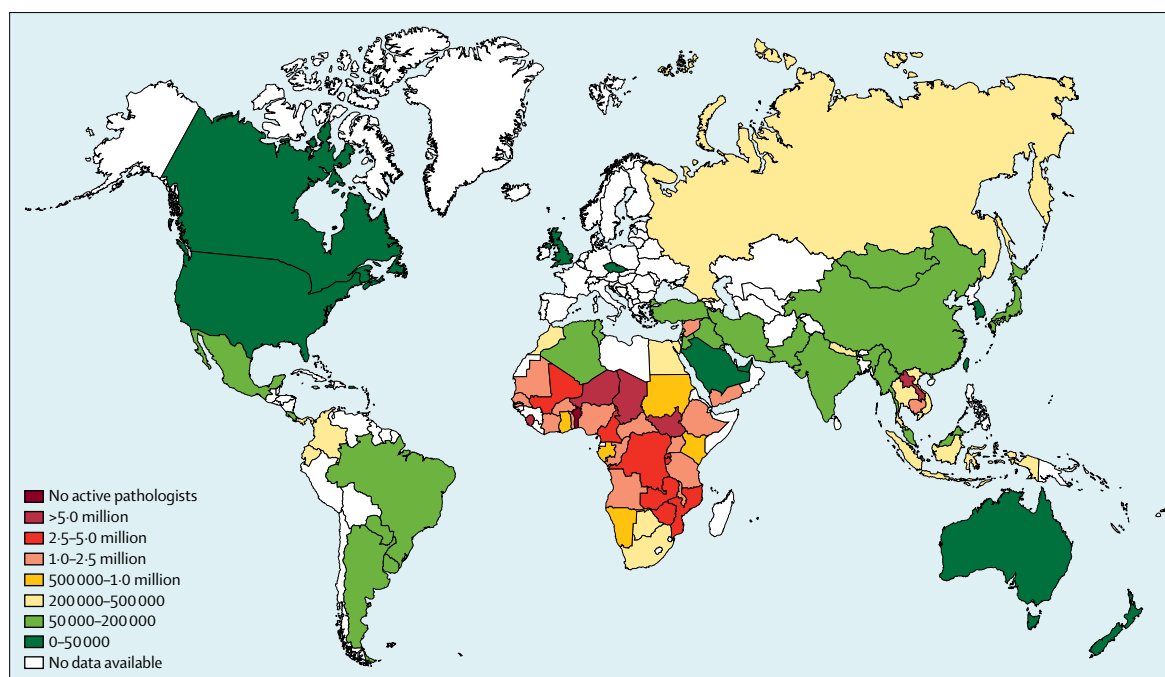 No active pathologists
>5·0 million
2·5–5·0 million
1·0–2·5 million
500 000–1·0 million
200 000–500 000
50 000–200 000
0–50 000
No data available